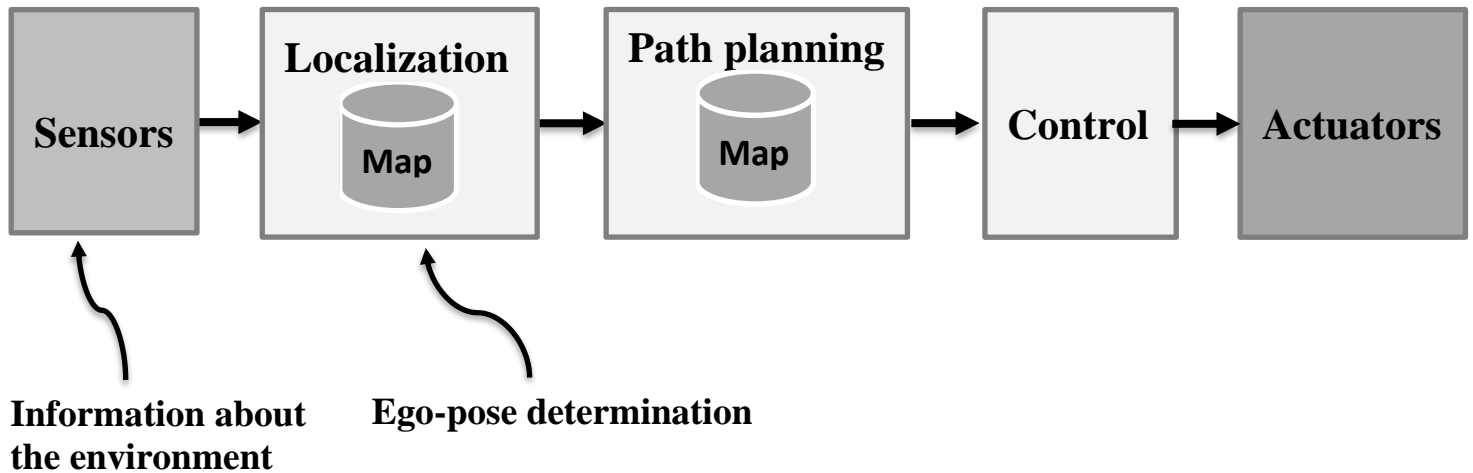 Sensors
Localization
Map
Path planning
Map
Control
Actuators
Information about
the environment
Ego-pose determination